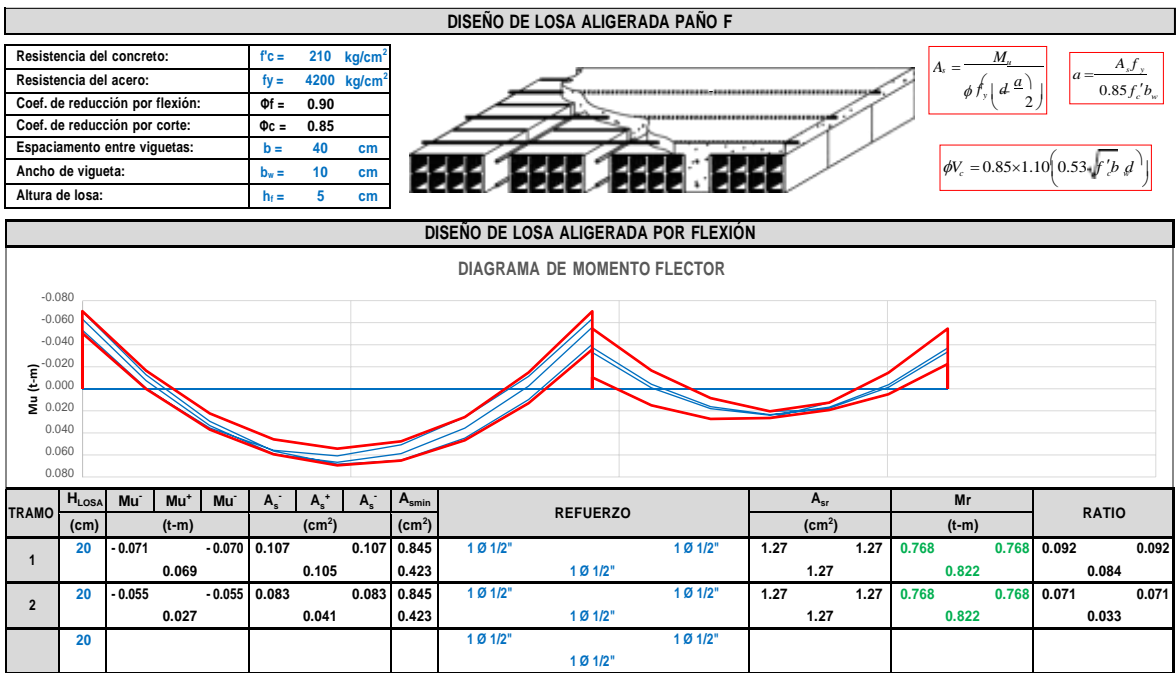 DISEÑO DE LOSA ALIGERADA PAÑO F
Resistencia del concreto: f'c = 210 kg/cm²
Resistencia del acero: fy = 4200 kg/cm²
Coef. de reducción por flexión: Φf = 0.90
Coef. de reducción por corte: Φc = 0.85
Espaciamento entre viguetas: b = 40 cm
Ancho de vigueta: bw = 10 cm
Altura de losa: hf = 5 cm
As = Mu / ϕ fy ( d - a/2 )
a = As fy / 0.85 f'c bw
ϕVc = 0.85×1.10 ( 0.53 √f'c bw d )
DISEÑO DE LOSA ALIGERADA POR FLEXIÓN
DIAGRAMA DE MOMENTO FLECTOR
Mu (t-m)
-0.080
-0.060
-0.040
-0.020
0.000
0.020
0.040
0.060
0.080
TRAMO HLOSA Mu- Mu+ Mu- As- As+ As- Asmin REFUERZO Asr Mr RATIO
(cm) (t-m) (cm²) (cm²) (cm²) (t-m)
1 20 - 0.071 - 0.070 0.107 0.107 0.845 1 Ø 1/2" 1 Ø 1/2" 1.27 1.27 0.768 0.768 0.092 0.092
0.069 0.105 0.423 1 Ø 1/2" 1.27 0.822 0.084
2 20 - 0.055 - 0.055 0.083 0.083 0.845 1 Ø 1/2" 1 Ø 1/2" 1.27 1.27 0.768 0.768 0.071 0.071
0.027 0.041 0.423 1 Ø 1/2" 1.27 0.822 0.033
20 1 Ø 1/2" 1 Ø 1/2"
1 Ø 1/2"